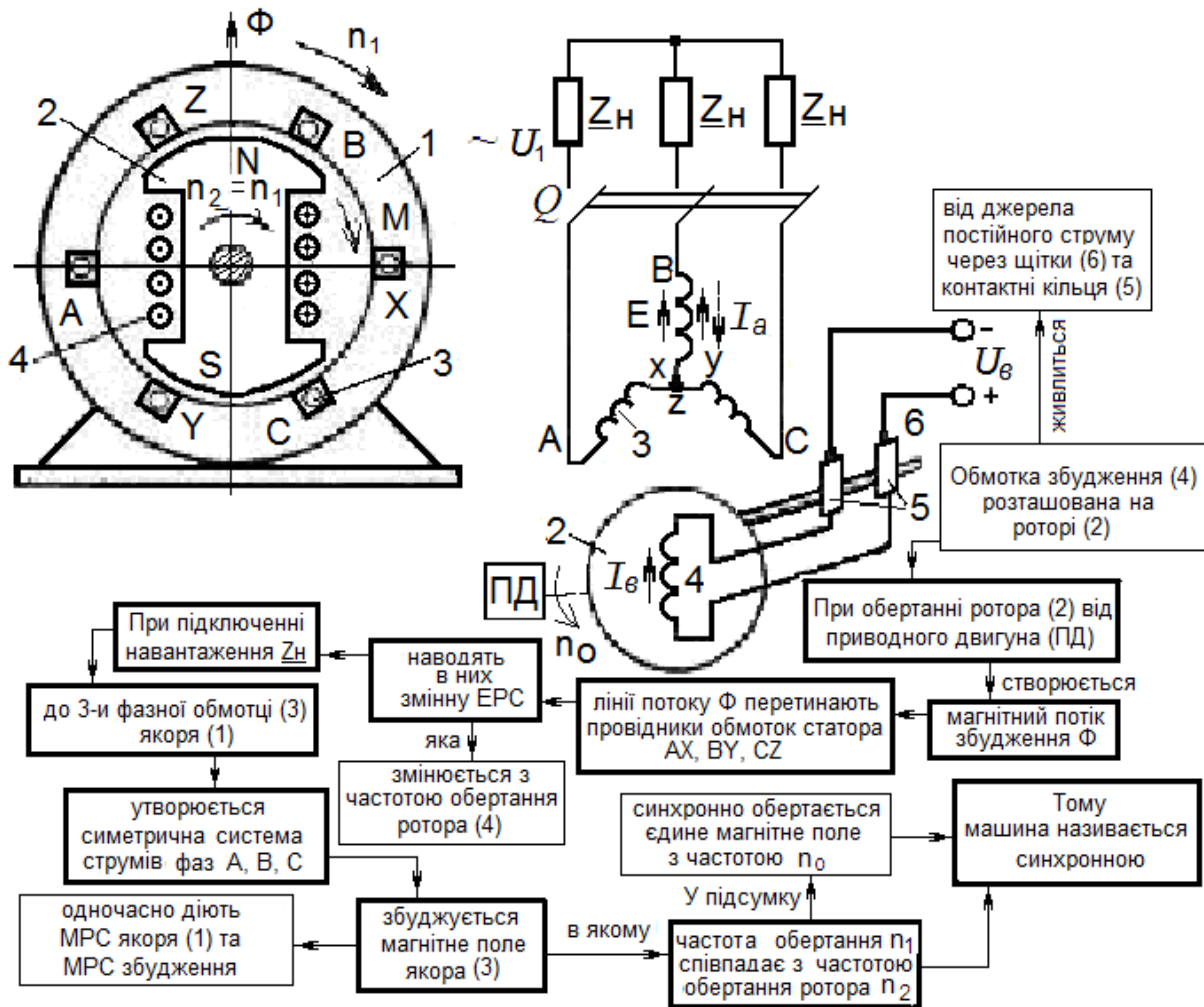 Ф
n₁
Z
B
2
1
N
n₂ = n₁
M
A
X
4
S
3
Y
C
~ U₁
Zн
Zн
Zн
Q
B
E
Iа
x
y
z
A
3
C
від джерела
постійного струму
через щітки (6) та
контактні кільця (5)
живлиться
-
Uв
+
6
5
Обмотка збудження (4)
розташована на
роторі (2)
2
Iв
4
ПД
n₀
При обертанні ротора (2) від
приводного двигуна (ПД)
створюється
магнітний потік
збудження Ф
лінії потоку Ф перетинають
провідники обмоток статора
АХ, BY, CZ
наводять
в них
змінну ЕРС
яка
змінюється з
частотою обертання
ротора (4)
При підключенні
навантаження Zн
до 3-и фазної обмотці (3)
якоря (1)
утворюється
симетрична система
струмів фаз А, В, С
збуджується
магнітне поле
якора (3)
одночасно діють
МРС якоря (1) та
МРС збудження
в якому
частота обертання n₁
співпадає з частотою
обертання ротора n₂
У підсумку
синхронно обертається
єдине магнітне поле
з частотою n₀
Тому
машина називається
синхронною